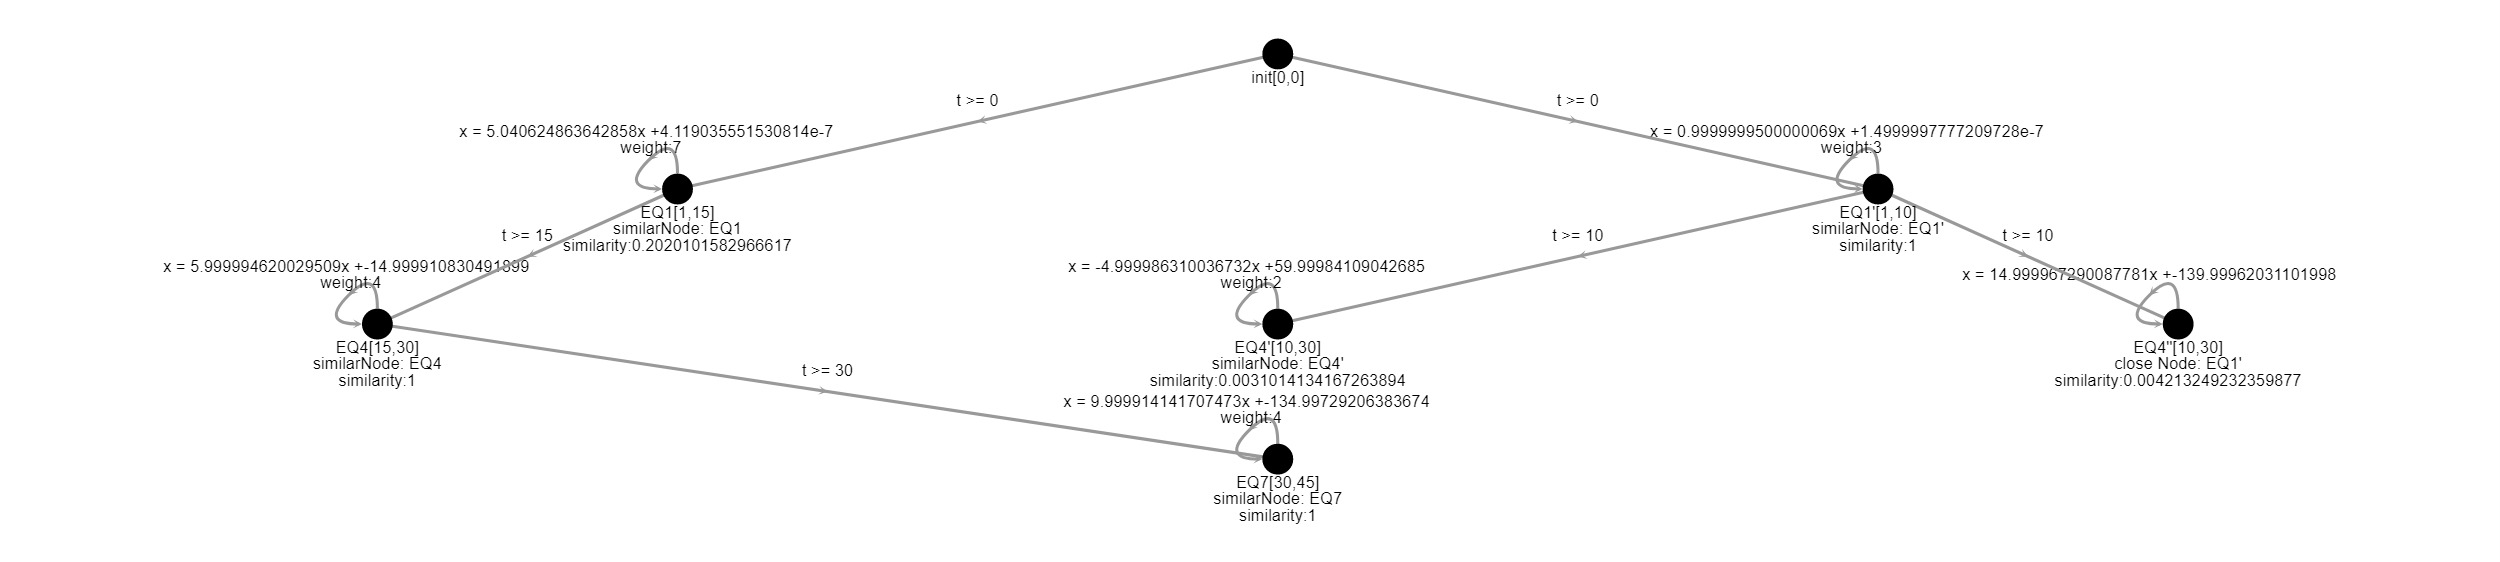 init[0,0]
t >= 0
t >= 0
x = 5.040624863642858x +4.119035551530814e-7
weight:7
x = 0.9999999500000069x +1.4999997777209728e-7
weight:3
EQ1[1,15]
similarNode: EQ1
similarity:0.2020101582966617
EQ1'[1,10]
similarNode: EQ1'
similarity:1
t >= 15
t >= 10
t >= 10
x = 5.999994620029509x +-14.999910830491899
weight:4
x = -4.999986310036732x +59.99984109042685
weight:2
x = 14.999967290087781x +-139.99962031101998
EQ4[15,30]
similarNode: EQ4
similarity:1
EQ4'[10,30]
similarNode: EQ4'
similarity:0.0031014134167263894
EQ4''[10,30]
close Node: EQ1'
similarity:0.004213249232359877
t >= 30
x = 9.999914141707473x +-134.99729206383674
weight:4
EQ7[30,45]
similarNode: EQ7
similarity:1